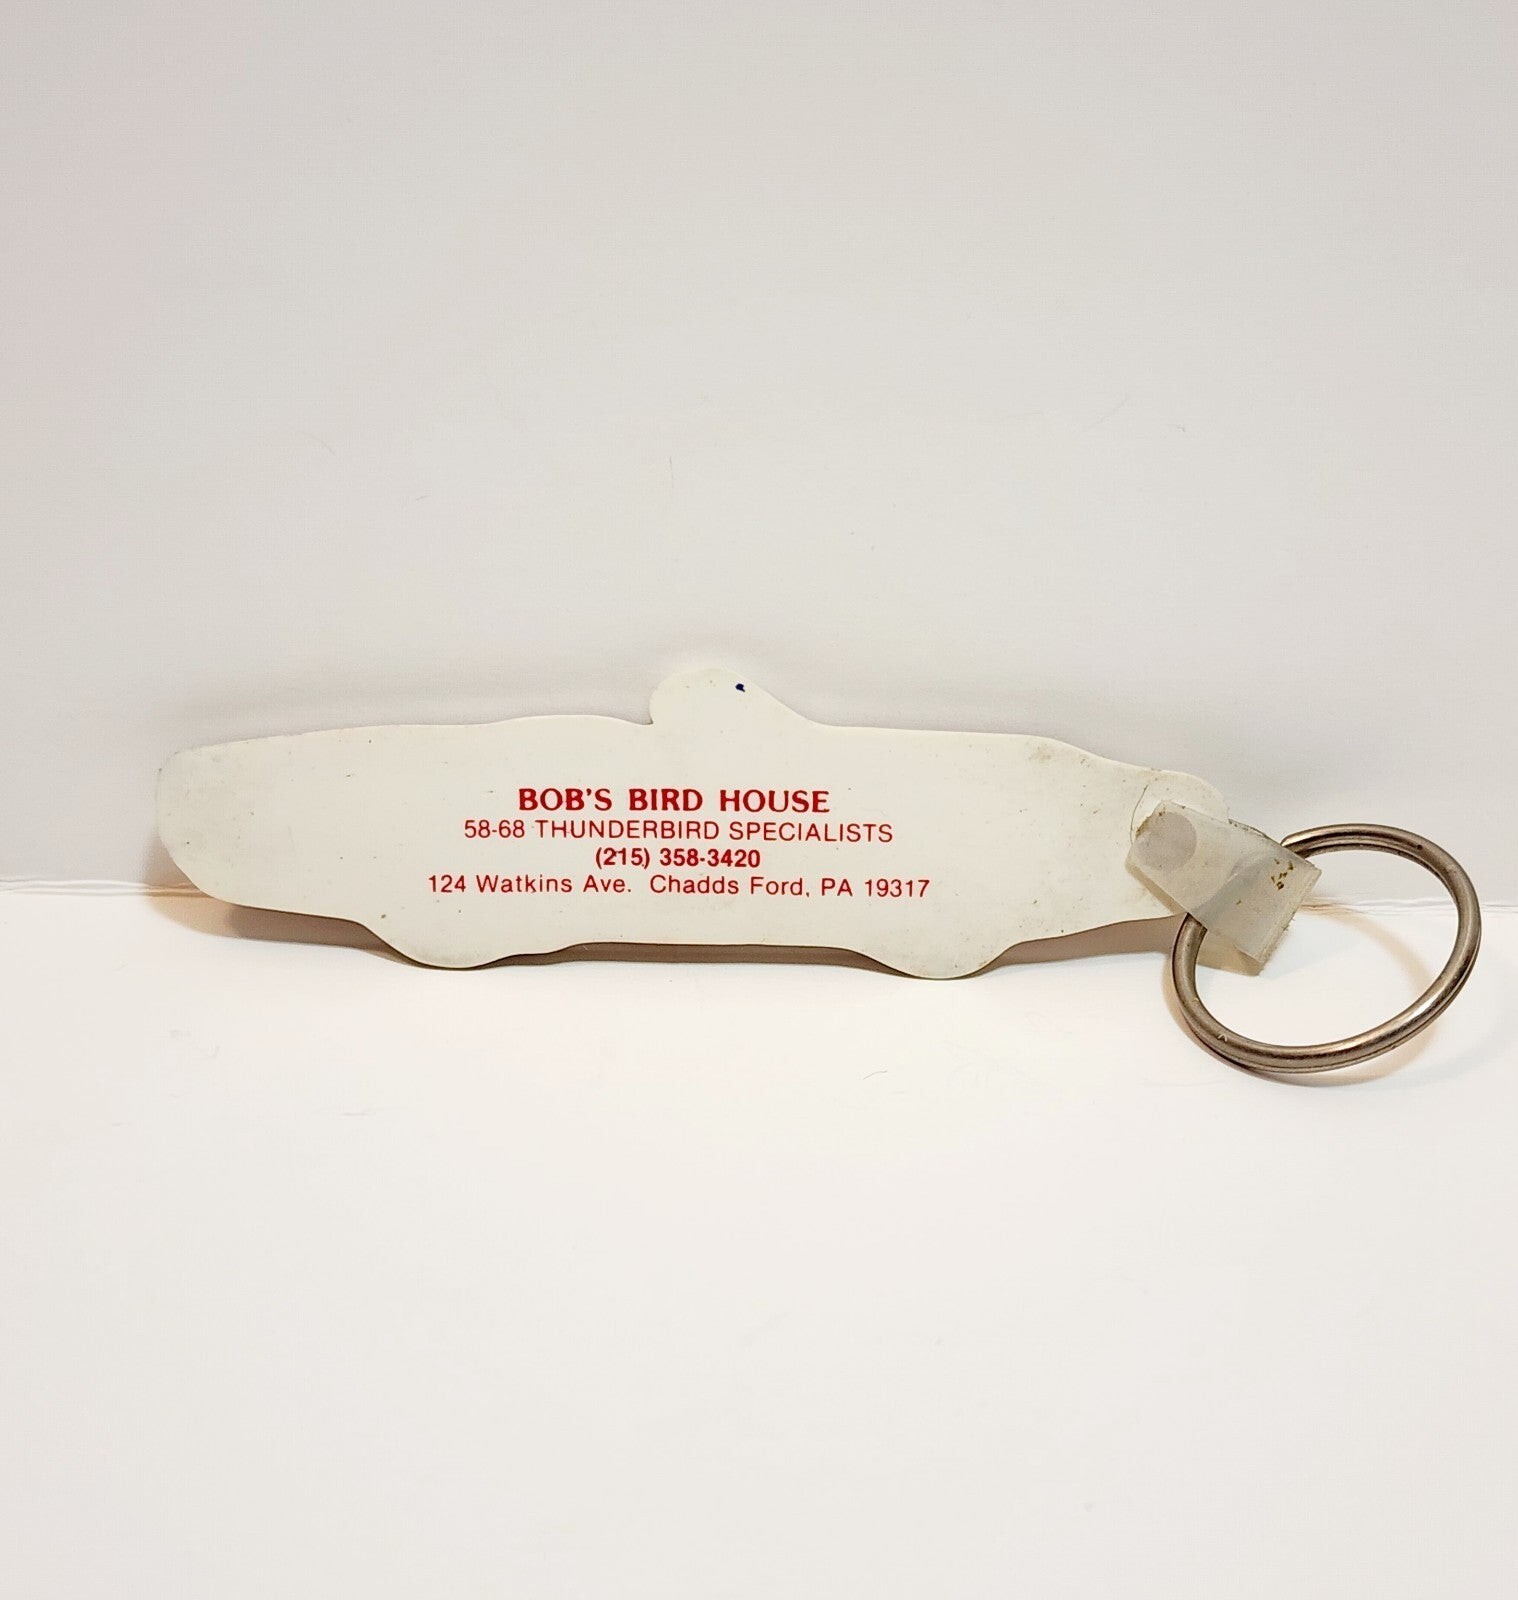 BOB'S BIRD HOUSE
58-68 THUNDERBIRD SPECIALISTS
(215) 358-3420
124 Watkins Ave. Chadds Ford, PA 19317